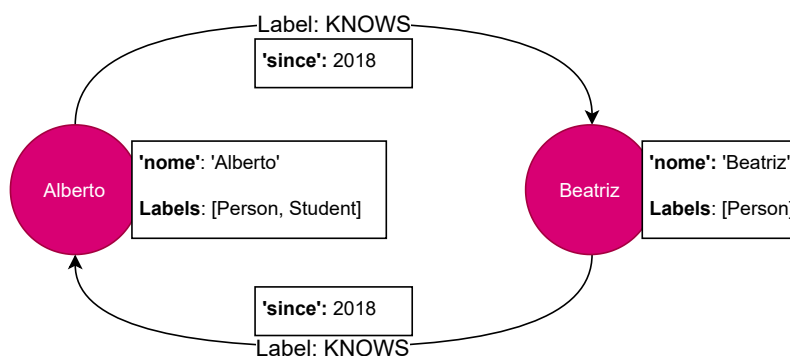 Label: KNOWS
'since': 2018
Alberto
'nome': 'Alberto'
Labels: [Person, Student]
Beatriz
'nome': 'Beatriz'
Labels: [Person]
'since': 2018
Label: KNOWS